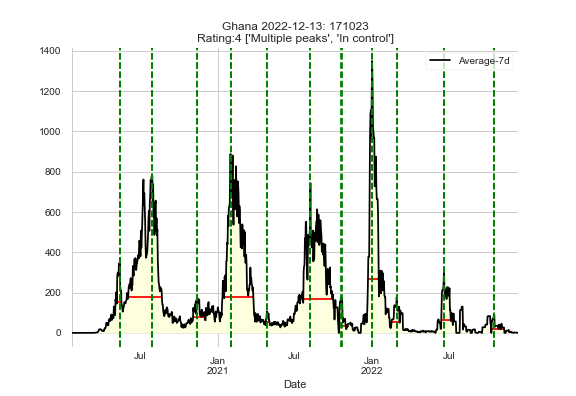 Ghana 2022-12-13: 171023
Rating:4 ['Multiple peaks', 'In control']
Average-7d
1400
1200
1000
800
600
400
200
0
Jul
Jan
2021
Jul
Jan
2022
Jul
Date